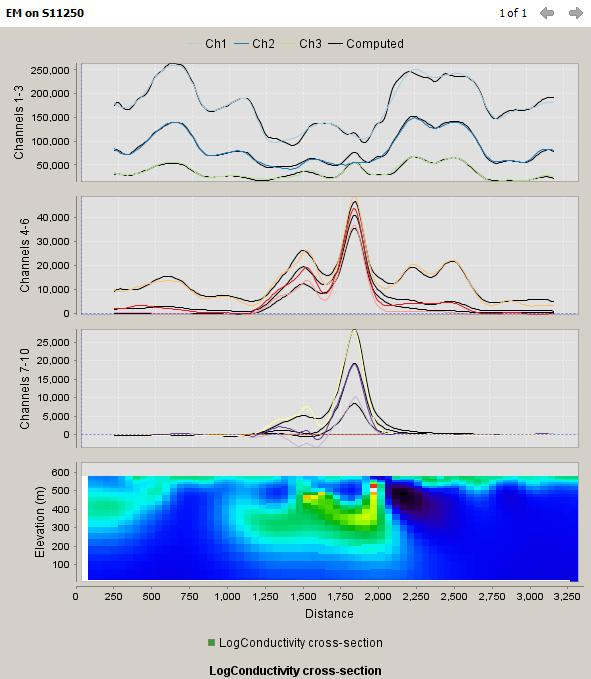 EM on S11250
1 of 1
Ch1 Ch2 Ch3 Computed
Channels 1-3
250,000
200,000
150,000
100,000
50,000
Channels 4-6
40,000
30,000
20,000
10,000
0
Channels 7-10
25,000
20,000
15,000
10,000
5,000
0
Elevation (m)
600
500
400
300
200
100
0 250 500 750 1,000 1,250 1,500 1,750 2,000 2,250 2,500 2,750 3,000 3,250
Distance
LogConductivity cross-section
LogConductivity cross-section